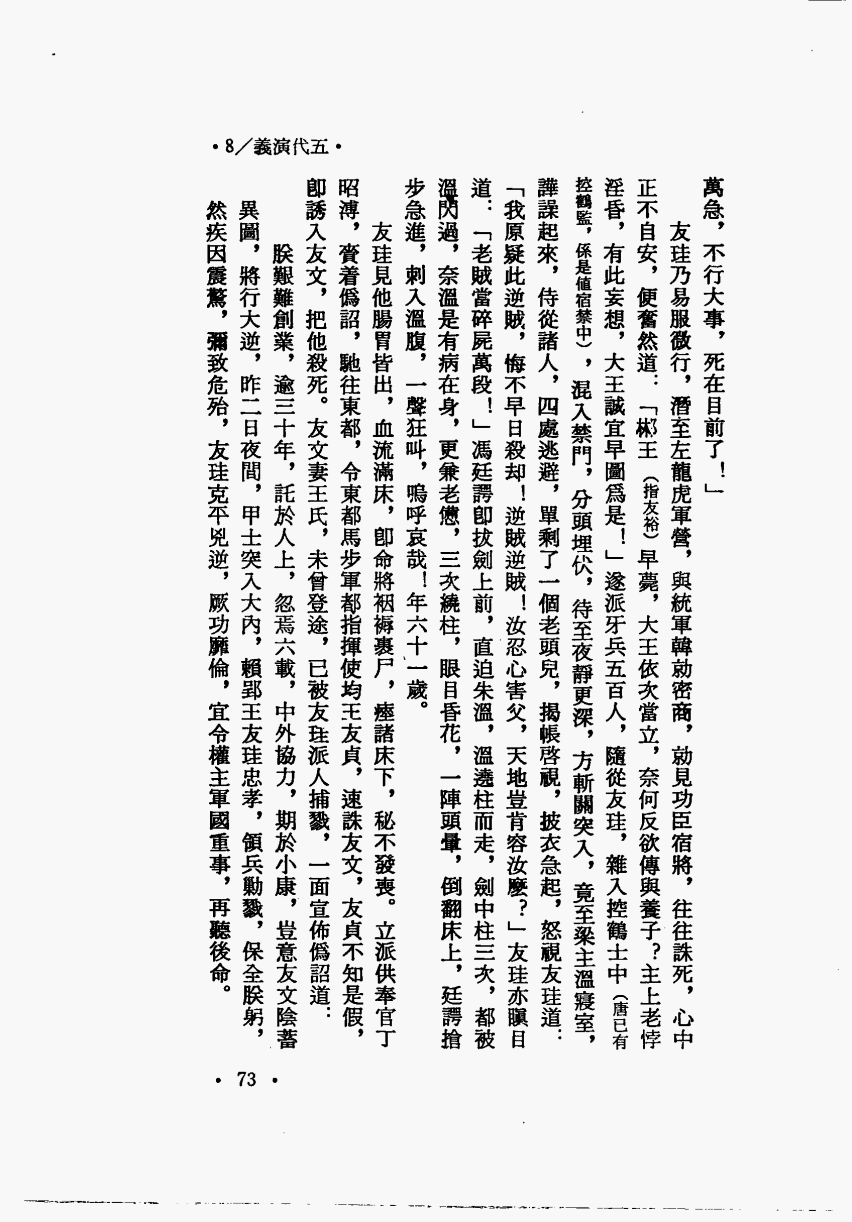 •8／義演代五•
萬急，不行大事，死在目前了！」
友珪乃易服微行，潛至左龍虎軍營，與統軍韓勍密商，勍見功臣宿將，往往誅死，心中
正不自安，便奮然道：「郴王（指友裕）早薨，大王依次當立，奈何反欲傳與養子？主上老悖
淫昏，有此妄想，大王誠宜早圖爲是！」遂派牙兵五百人，隨從友珪，雜入控鶴士中（唐已有
控鶴監，係是值宿禁中），混入禁門，分頭埋伏，待至夜靜更深，方斬關突入，竟至梁主溫寢室，
譁譟起來，侍從諸人，四處逃避，單剩了一個老頭兒，揭帳啓視，披衣急起，怒視友珪道：
「我原疑此逆賊，悔不早日殺却！逆賊逆賊！汝忍心害父，天地豈肯容汝麽？」友珪亦瞋目
道：「老賊當碎屍萬段！」馮廷諤卽拔劍上前，直迫朱溫，溫遶柱而走，劍中柱三次，都被
溫閃過，奈溫是有病在身，更兼老憊，三次繞柱，眼目昏花，一陣頭暈，倒翻床上，廷諤搶
步急進，刺入溫腹，一聲狂叫，嗚呼哀哉！年六十一歲。
友珪見他腸胃皆出，血流滿床，卽命將裀褥裹尸，瘞諸床下，秘不發喪。立派供奉官丁
昭溥，賫着僞詔，馳往東都，令東都馬步軍都指揮使均王友貞，速誅友文，友貞不知是假，
卽誘入友文，把他殺死。友文妻王氏，未曾登途，已被友珪派人捕戮，一面宣佈僞詔道：
朕艱難創業，逾三十年，託於人上，忽焉六載，中外協力，期於小康，豈意友文陰蓄
異圖，將行大逆，昨二日夜間，甲士突入大內，賴郢王友珪忠孝，領兵勦戮，保全朕躬，
然疾因震驚，彌致危殆，友珪克平兇逆，厥功靡倫，宜令權主軍國重事，再聽後命。
• 73 •